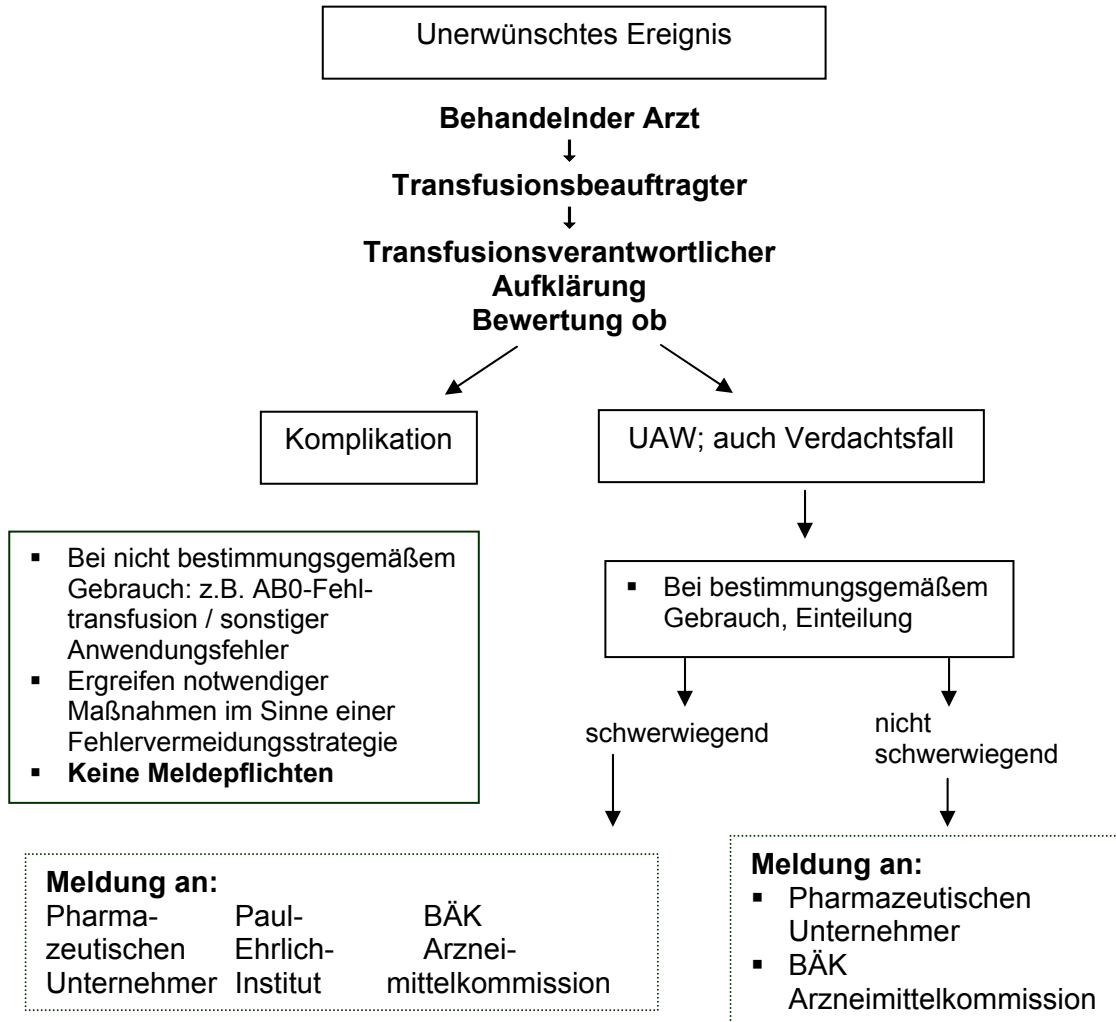 Unerwünschtes Ereignis
Behandelnder Arzt
↓
Transfusionsbeauftragter
↓
Transfusionsverantwortlicher
Aufklärung
Bewertung ob
Komplikation
UAW; auch Verdachtsfall
▪ Bei nicht bestimmungsgemäßem
Gebrauch: z.B. AB0-Fehl-
transfusion / sonstiger
Anwendungsfehler
▪ Ergreifen notwendiger
Maßnahmen im Sinne einer
Fehlervermeidungsstrategie
▪ Keine Meldepflichten
▪ Bei bestimmungsgemäßem
Gebrauch, Einteilung
schwerwiegend
nicht
schwerwiegend
Meldung an:
Pharma- Paul- BÄK
zeutischen Ehrlich- Arznei-
Unternehmer Institut mittelkommission
Meldung an:
▪ Pharmazeutischen
Unternehmer
▪ BÄK
Arzneimittelkommission